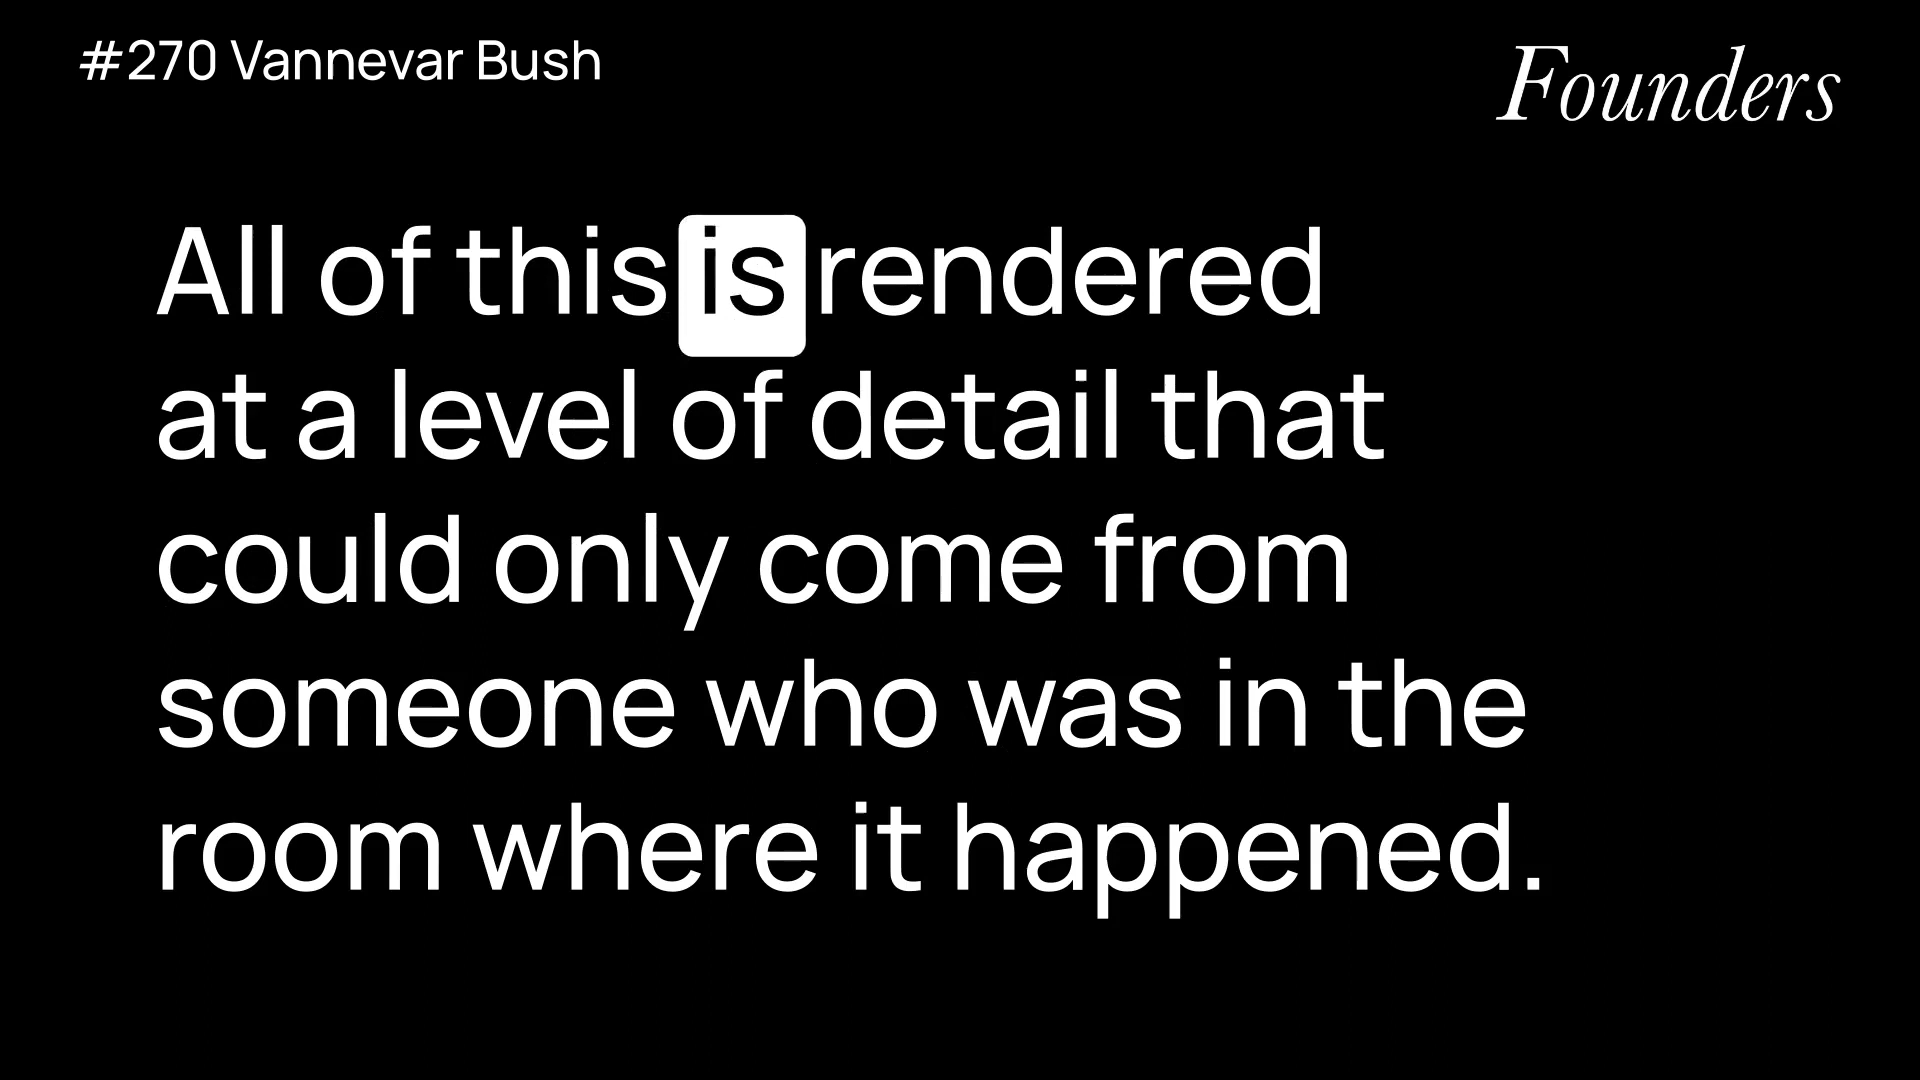 #270 Vannevar Bush
Founders
All of this is rendered
at a level of detail that
could only come from
someone who was in the
room where it happened.